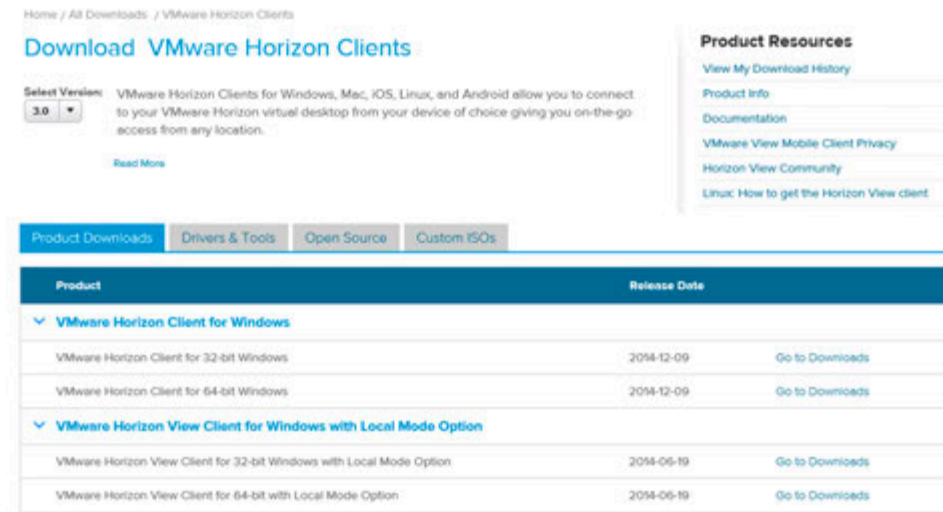 Home / All Downloads / VMware Horizon Clients
Download VMware Horizon Clients
Select Version:
3.0
VMware Horizon Clients for Windows, Mac, iOS, Linux, and Android allow you to connect
to your VMware Horizon virtual desktop from your device of choice giving you on-the-go
access from any location.
Read More
Product Resources
View My Download History
Product Info
Documentation
VMware View Mobile Client Privacy
Horizon View Community
Linux: How to get the Horizon View client
Product Downloads Drivers & Tools Open Source Custom ISOs
Product Release Date
VMware Horizon Client for Windows
VMware Horizon Client for 32-bit Windows 2014-12-09 Go to Downloads
VMware Horizon Client for 64-bit Windows 2014-12-09 Go to Downloads
VMware Horizon View Client for Windows with Local Mode Option
VMware Horizon View Client for 32-bit Windows with Local Mode Option 2014-06-19 Go to Downloads
VMware Horizon View Client for 64-bit with Local Mode Option 2014-06-19 Go to Downloads